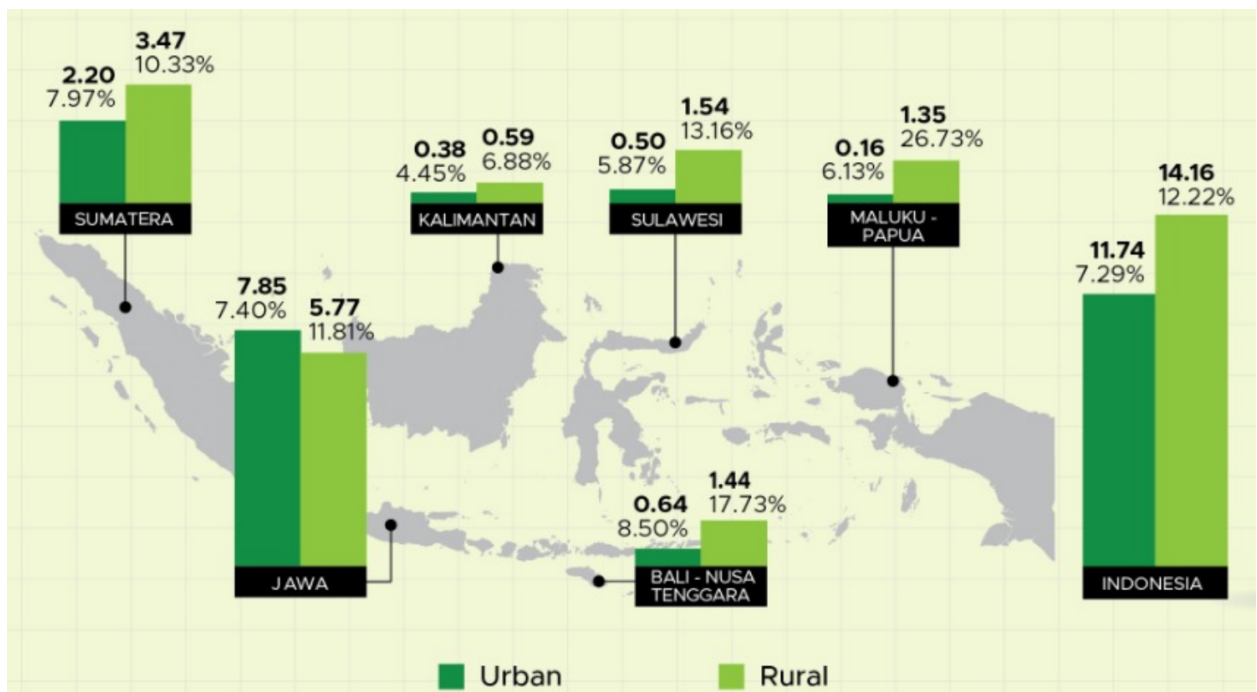 2.20
7.97%
3.47
10.33%
SUMATERA
0.38
4.45%
0.59
6.88%
KALIMANTAN
0.50
5.87%
1.54
13.16%
SULAWESI
0.16
6.13%
1.35
26.73%
MALUKU -
PAPUA
7.85
7.40%
5.77
11.81%
JAWA
0.64
8.50%
1.44
17.73%
BALI - NUSA
TENGGARA
11.74
7.29%
14.16
12.22%
INDONESIA
Urban
Rural